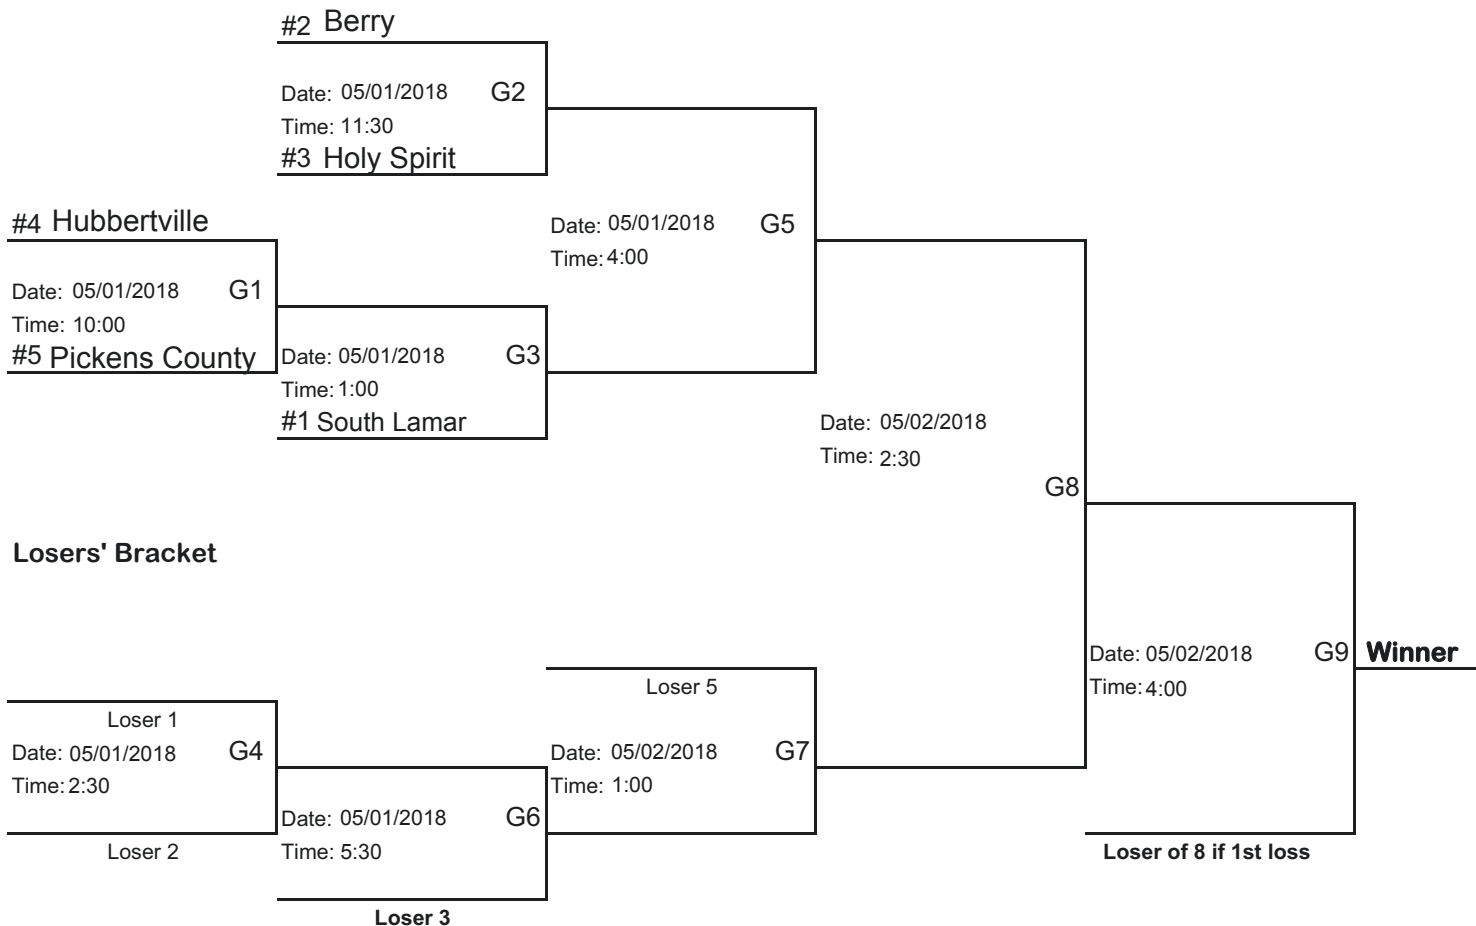 #2 Berry
Date: 05/01/2018 G2
Time: 11:30
#3 Holy Spirit
#4 Hubbertville
Date: 05/01/2018 G5
Time: 4:00
Date: 05/01/2018 G1
Time: 10:00
#5 Pickens County
Date: 05/01/2018 G3
Time: 1:00
#1 South Lamar
Date: 05/02/2018
Time: 2:30
G8
Losers' Bracket
Date: 05/02/2018 G9 Winner
Time: 4:00
Loser 5
Loser 1
Date: 05/01/2018 G4
Time: 2:30
Date: 05/02/2018 G7
Time: 1:00
Date: 05/01/2018 G6
Time: 5:30
Loser 2
Loser of 8 if 1st loss
Loser 3